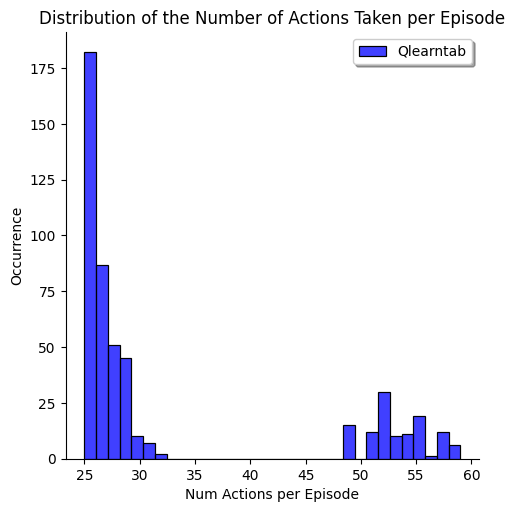 Distribution of the Number of Actions Taken per Episode
Qlearntab
175
150
125
100
75
50
25
0
Occurrence
25 30 35 40 45 50 55 60
Num Actions per Episode